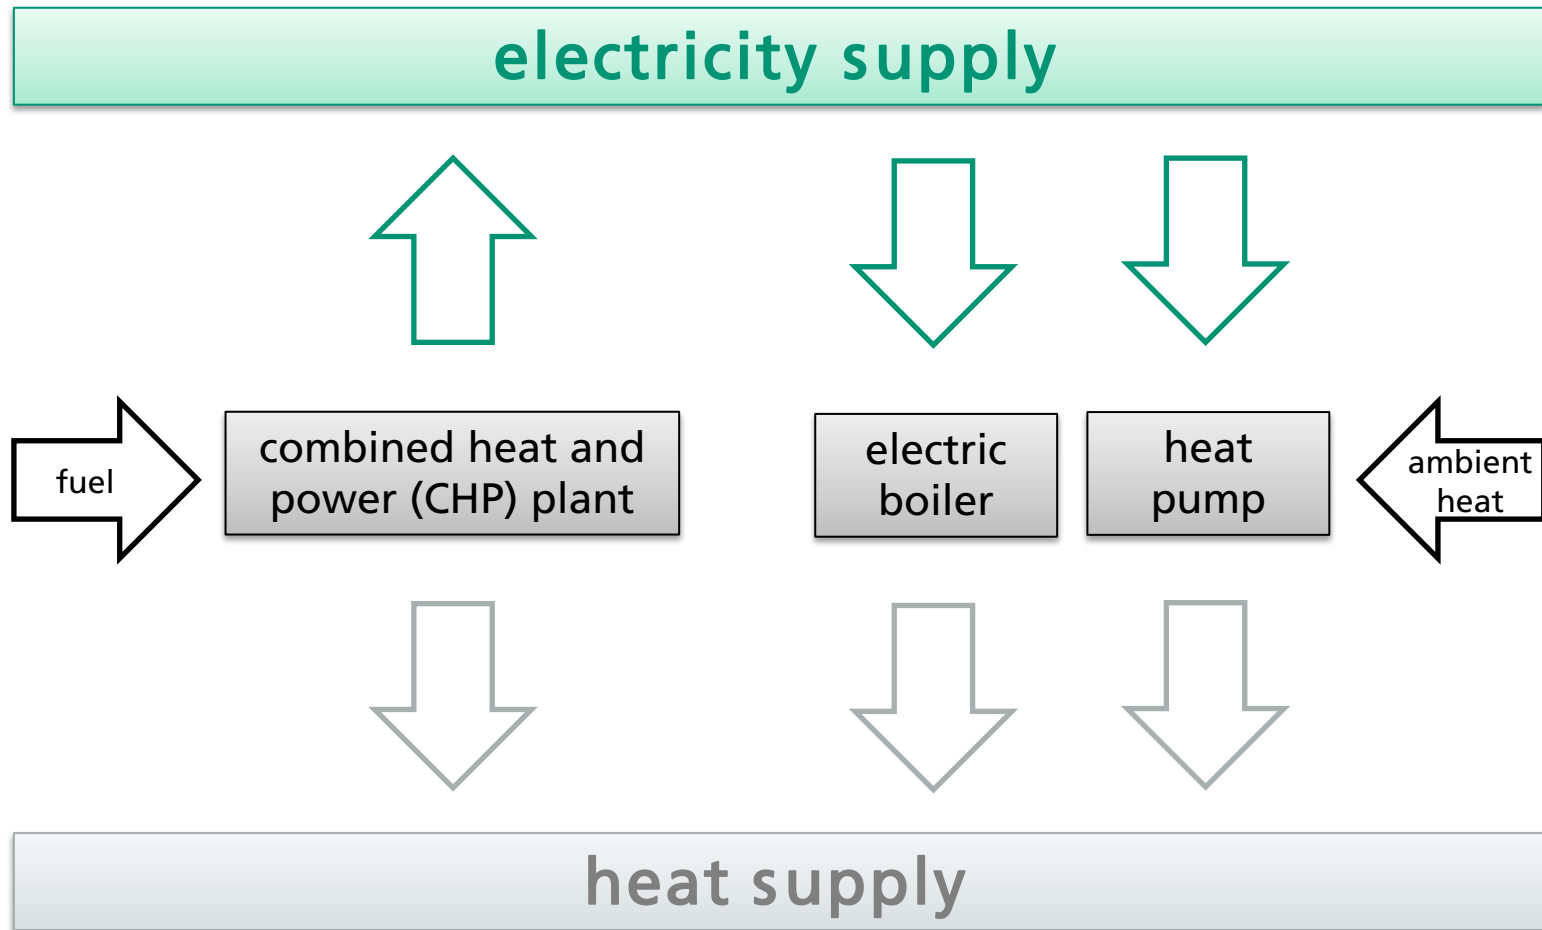 electricity supply
fuel
combined heat and
power (CHP) plant
electric
boiler
heat
pump
ambient
heat
heat supply